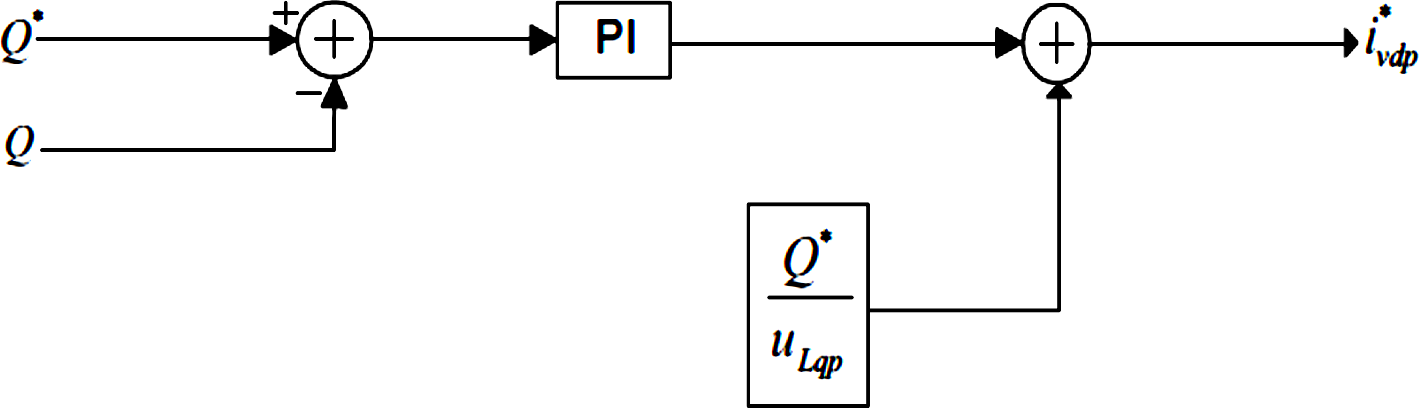 Q* + + PI + i*vdp
−
Q
Q*
uLqp